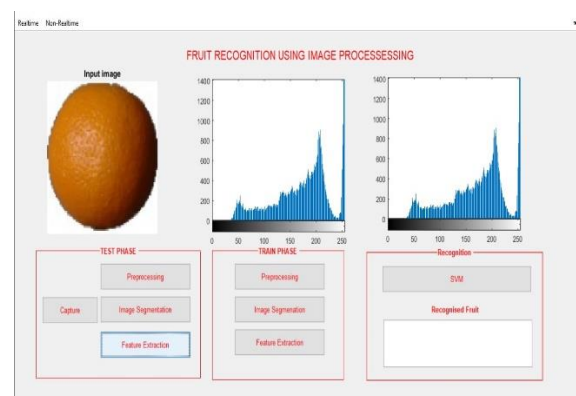 Realtime Non-Realtime
FRUIT RECOGNITION USING IMAGE PROCESSESSING
Input image
1400
1200
1000
800
600
400
200
0
0 50 100 150 200 250
1400
1200
1000
800
600
400
200
0
0 50 100 150 200 250
TEST PHASE
Preprocessing
Capture
Image Segmentation
Feature Extraction
TRAIN PHASE
Preprocessing
Image Segmenation
Feature Extraction
Recognition
SVM
Recognised Fruit